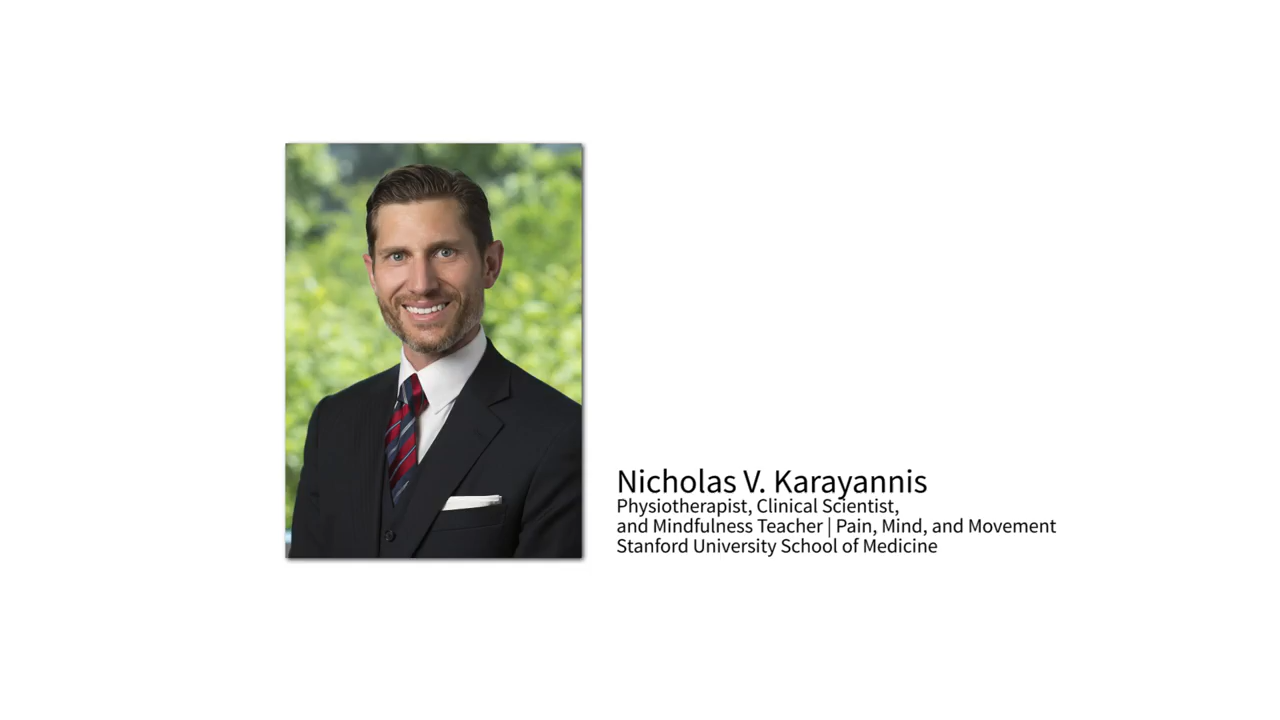 Nicholas V. Karayannis
Physiotherapist, Clinical Scientist,
and Mindfulness Teacher | Pain, Mind, and Movement
Stanford University School of Medicine